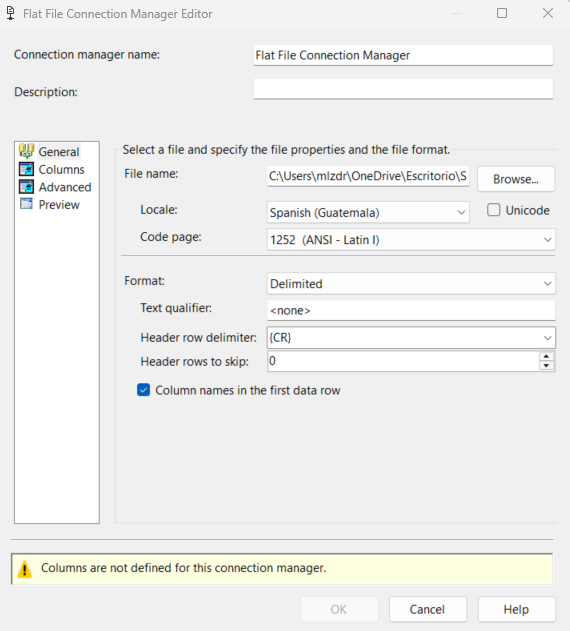 Flat File Connection Manager Editor
Connection manager name: Flat File Connection Manager
Description:
General
Columns
Advanced
Preview
Select a file and specify the file properties and the file format.
File name: C:\Users\mlzdr\OneDrive\Escritorio\S Browse...
Locale: Spanish (Guatemala) Unicode
Code page: 1252 (ANSI - Latin I)
Format: Delimited
Text qualifier: <none>
Header row delimiter: {CR}
Header rows to skip: 0
Column names in the first data row
Columns are not defined for this connection manager.
OK Cancel Help